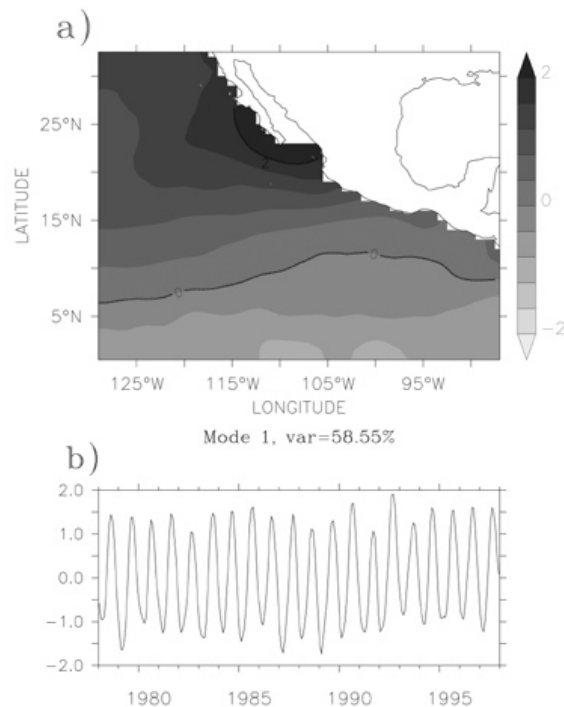 a)
2
0
-2
LATITUDE
25°N
15°N
5°N
2
0
0
125°W 115°W 105°W 95°W
LONGITUDE
Mode 1, var=58.55%
b)
2.0
1.0
0.0
-1.0
-2.0
1980 1985 1990 1995